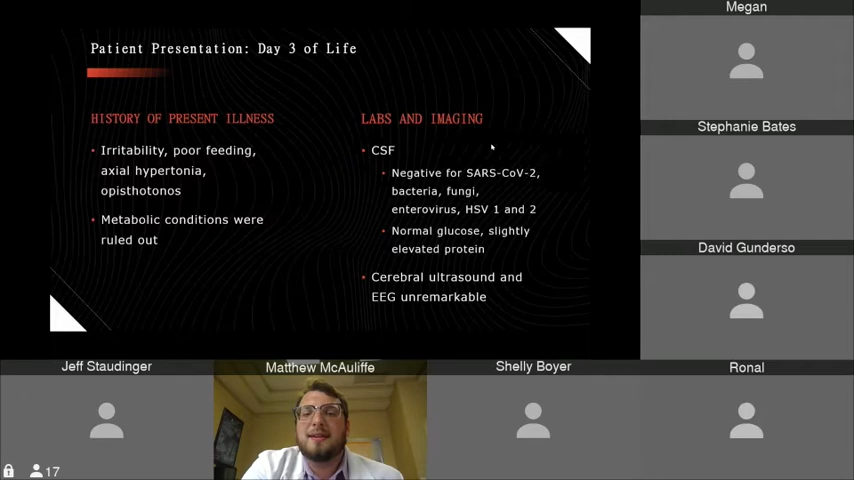 Patient Presentation: Day 3 of Life
HISTORY OF PRESENT ILLNESS
• Irritability, poor feeding,
axial hypertonia,
opisthotonos
• Metabolic conditions were
ruled out
LABS AND IMAGING
• CSF
• Negative for SARS-CoV-2,
bacteria, fungi,
enterovirus, HSV 1 and 2
• Normal glucose, slightly
elevated protein
• Cerebral ultrasound and
EEG unremarkable
Megan
Stephanie Bates
David Gunderso
Jeff Staudinger
Matthew McAuliffe
Shelly Boyer
Ronal
17